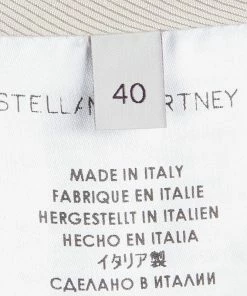 40
STELLA McCARTNEY
MADE IN ITALY
FABRIQUE EN ITALIE
HERGESTELLT IN ITALIEN
HECHO EN ITALIA
イタリア製
СДЕЛАНО В ИТАЛИИ